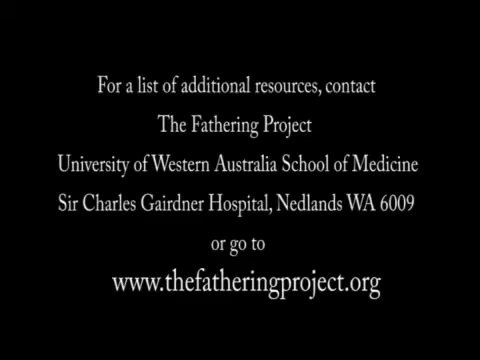 For a list of additional resources, contact
The Fathering Project
University of Western Australia School of Medicine
Sir Charles Gairdner Hospital, Nedlands WA 6009
or go to
www.thefatheringproject.org